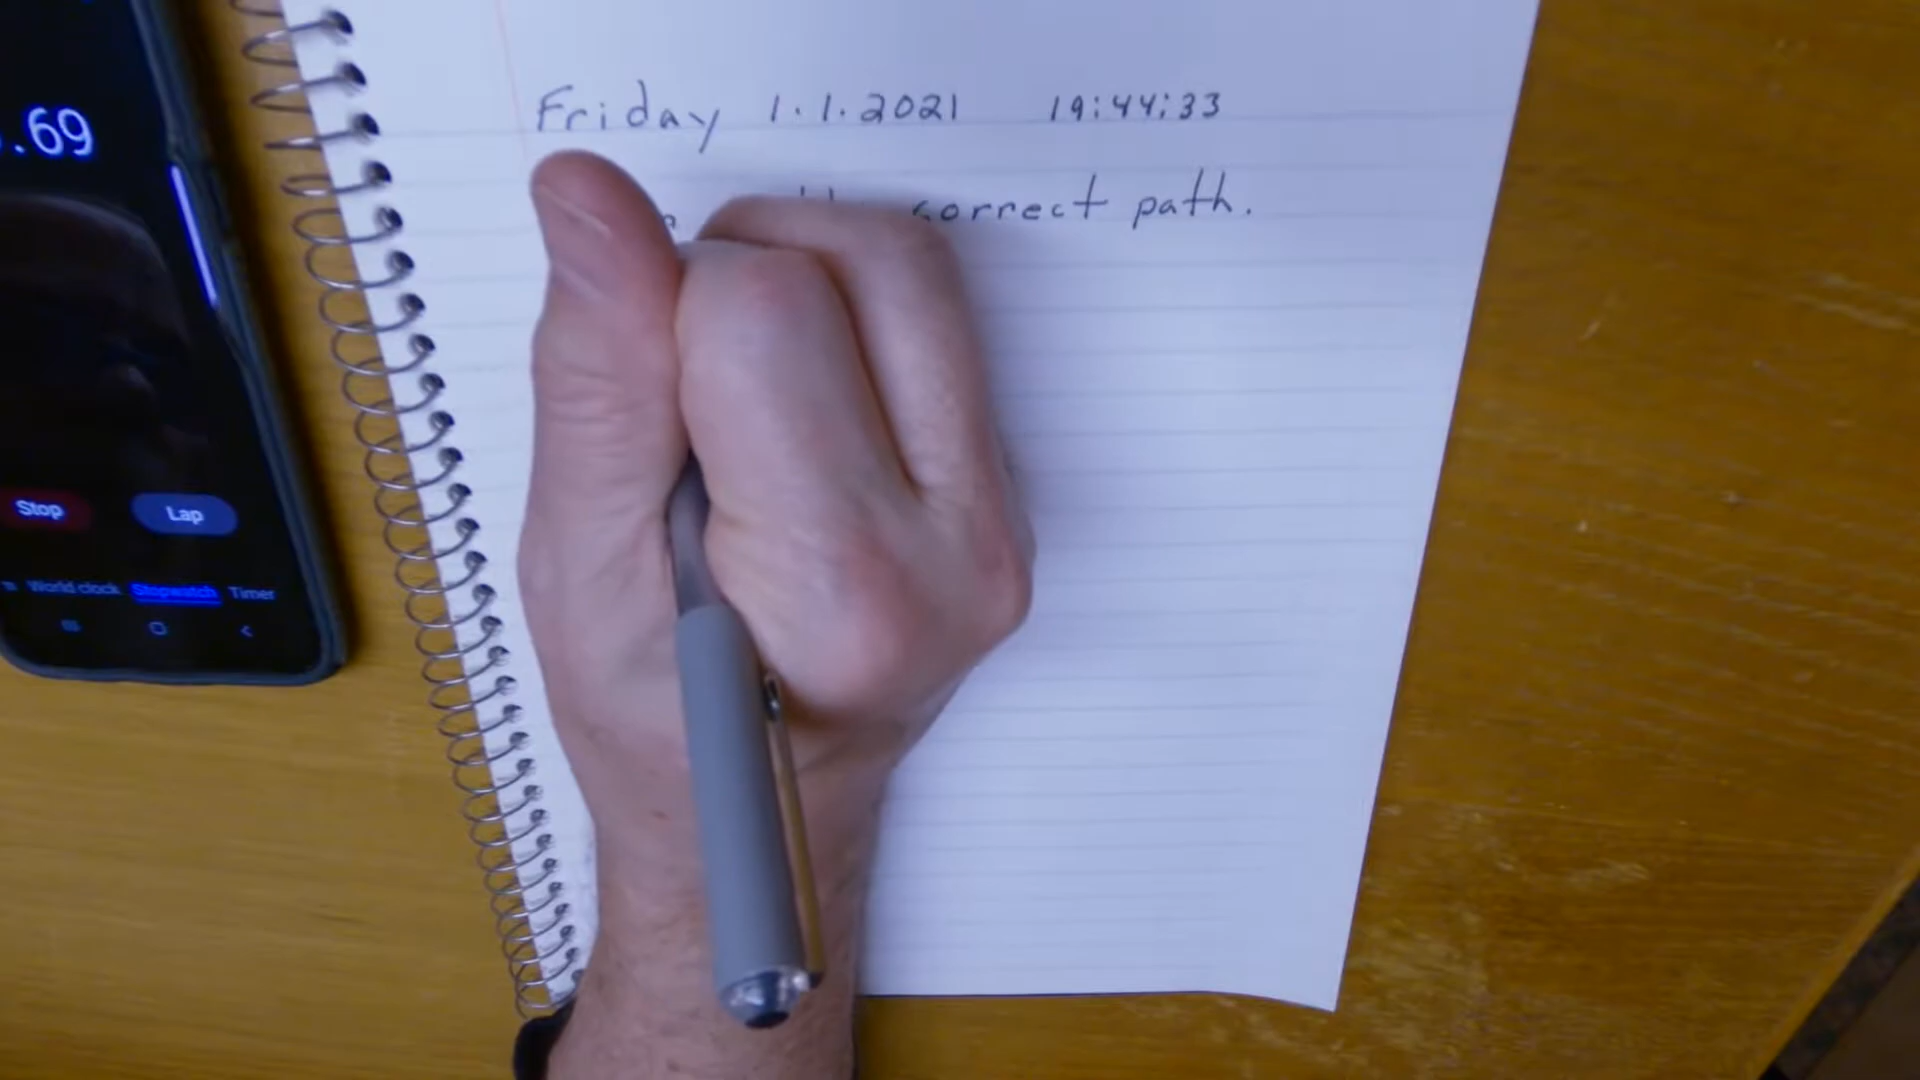 .69
Friday 1.1.2021 19:44:33
correct path.
Stop Lap
World clock Stopwatch Timer